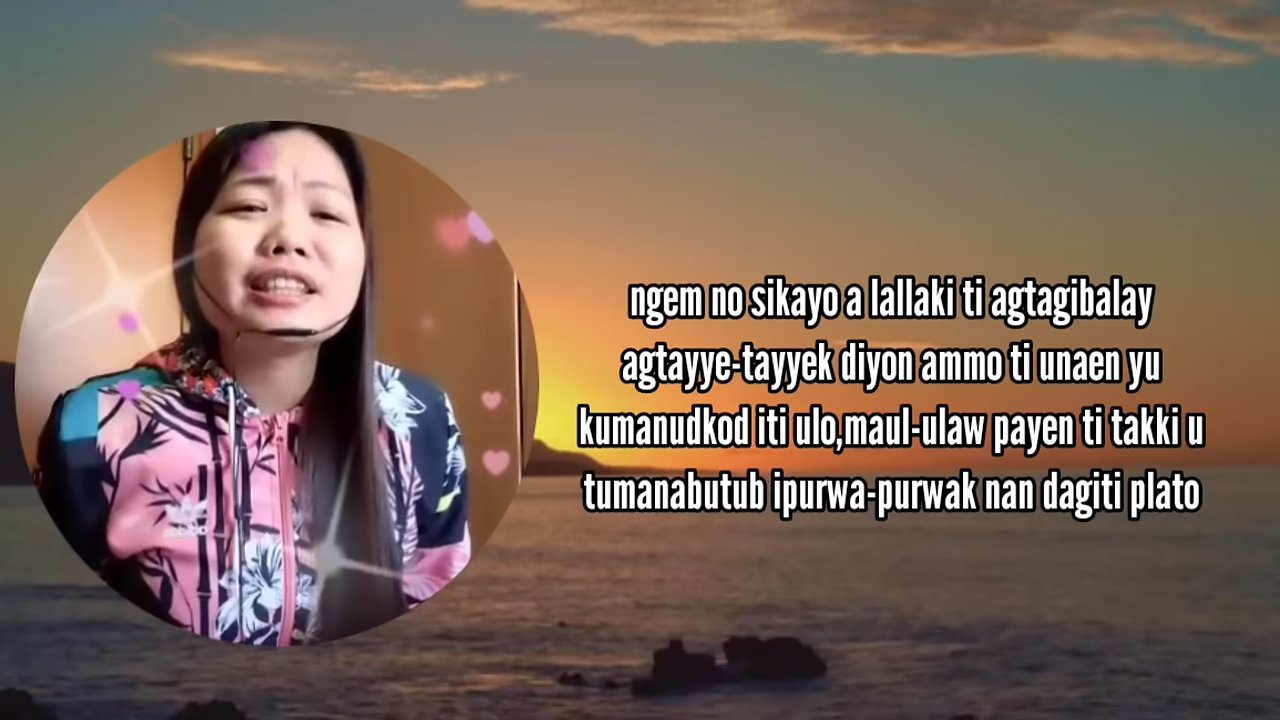 ngem no sikayo a lallaki ti agtagibalay
agtayye-tayyek diyon ammo ti unaen yu
kumanudkod iti ulo,maul-ulaw payen ti takki u
tumanabutub ipurwa-purwak nan dagiti plato